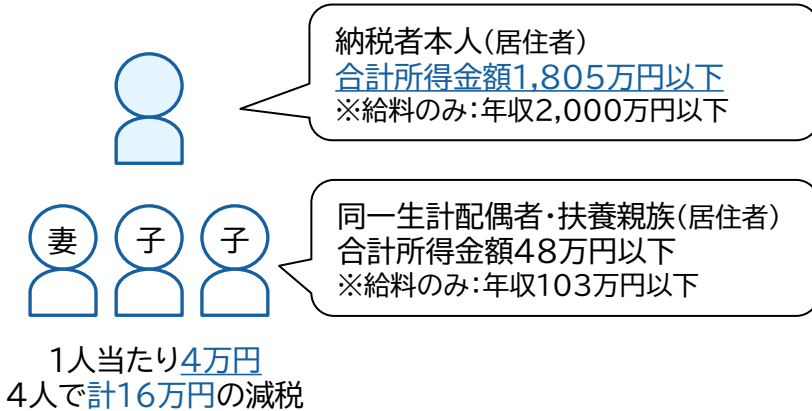 納税者本人(居住者)
合計所得金額1,805万円以下
※給料のみ:年収2,000万円以下
妻 子 子
同一生計配偶者・扶養親族(居住者)
合計所得金額48万円以下
※給料のみ:年収103万円以下
1人当たり4万円
4人で計16万円の減税